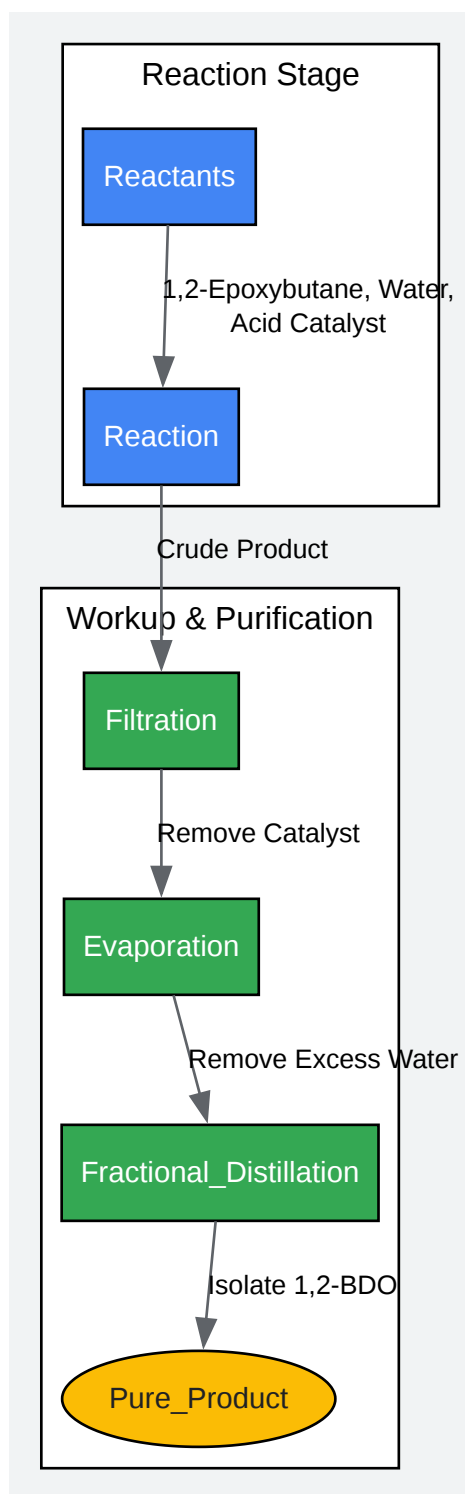 Reaction Stage
Reactants
1,2-Epoxybutane, Water,
Acid Catalyst
Reaction
Crude Product
Workup & Purification
Filtration
Remove Catalyst
Evaporation
Remove Excess Water
Fractional_Distillation
Isolate 1,2-BDO
Pure_Product